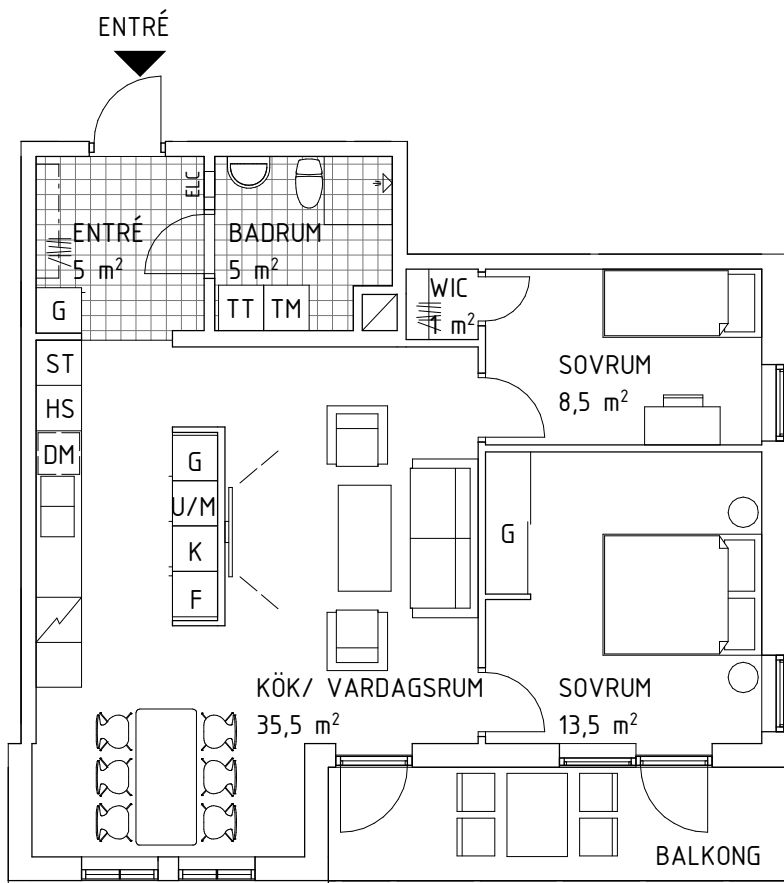 ENTRÉ
ELC
ENTRÉ
5 m²
BADRUM
5 m²
G
TT
TM
WIC
1 m²
SOVRUM
8,5 m²
ST
HS
DM
G
U/M
K
F
G
KÖK/ VARDAGSRUM
35,5 m²
SOVRUM
13,5 m²
BALKONG